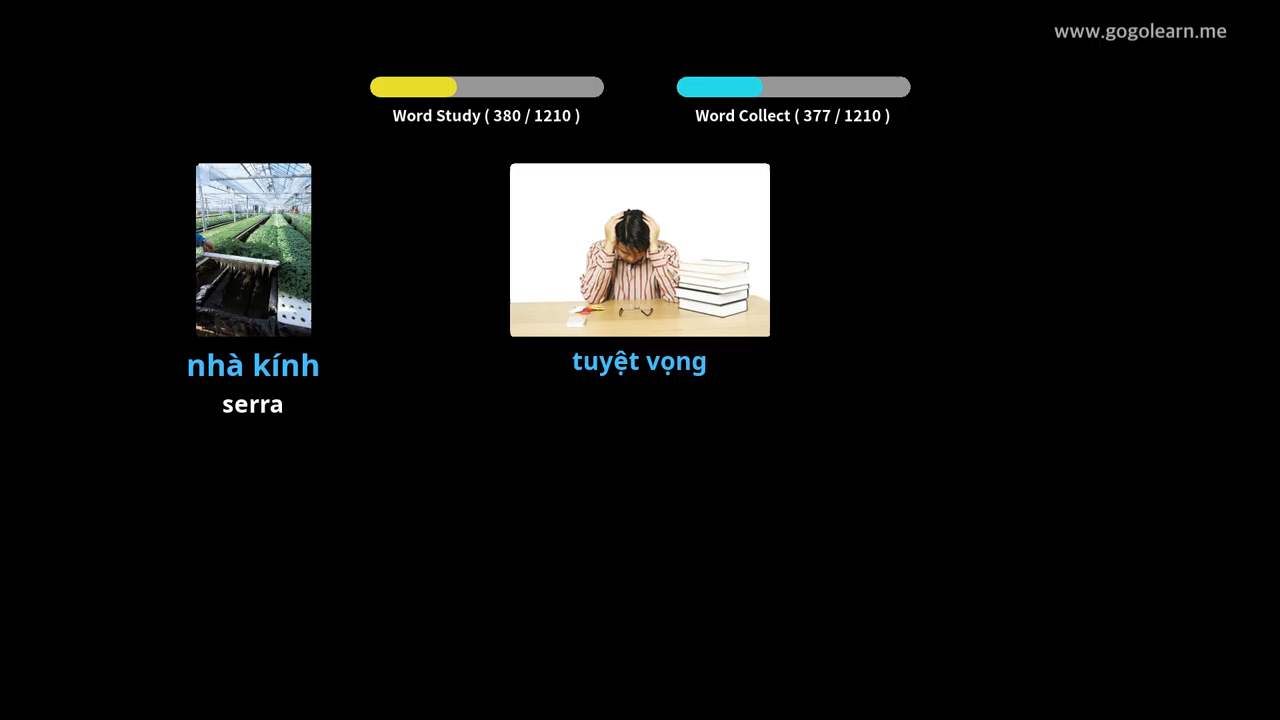 www.gogolearn.me
Word Study ( 380 / 1210 )
Word Collect ( 377 / 1210 )
nhà kính
serra
tuyệt vọng